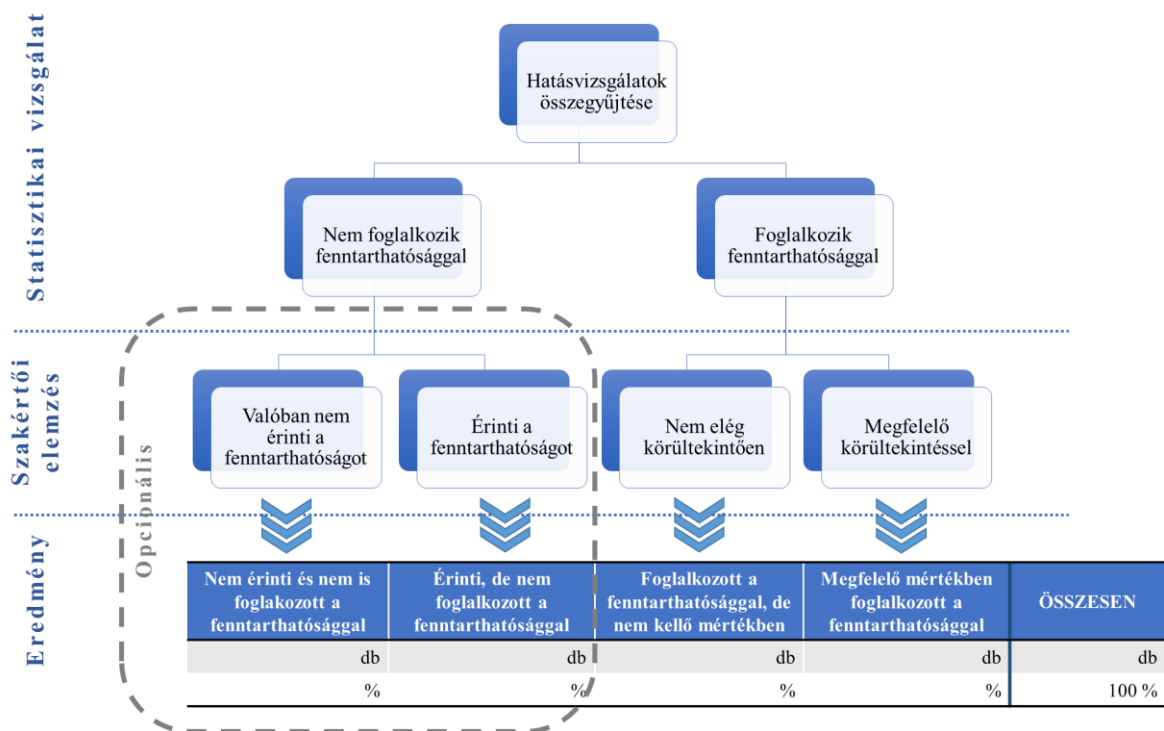 Statisztikai vizsgálat
Hatásvizsgálatok
összegyűjtése
Nem foglalkozik
fenntarthatósággal
Foglalkozik
fenntarthatósággal
Szakértői
elemzés
Opcionális
Valóban nem
érinti a
fenntarthatóságot
Érinti a
fenntarthatóságot
Nem elég
körültekintően
Megfelelő
körültekintéssel
Eredmény
Nem érinti és nem is
foglakozott a
fenntarthatósággal
Érinti, de nem
foglalkozott a
fenntarthatósággal
Foglalkozott a
fenntarthatósággal, de
nem kellő mértékben
Megfelelő mértékben
foglalkozott a
fenntarthatósággal
ÖSSZESEN
db db db db db
% % % % 100 %